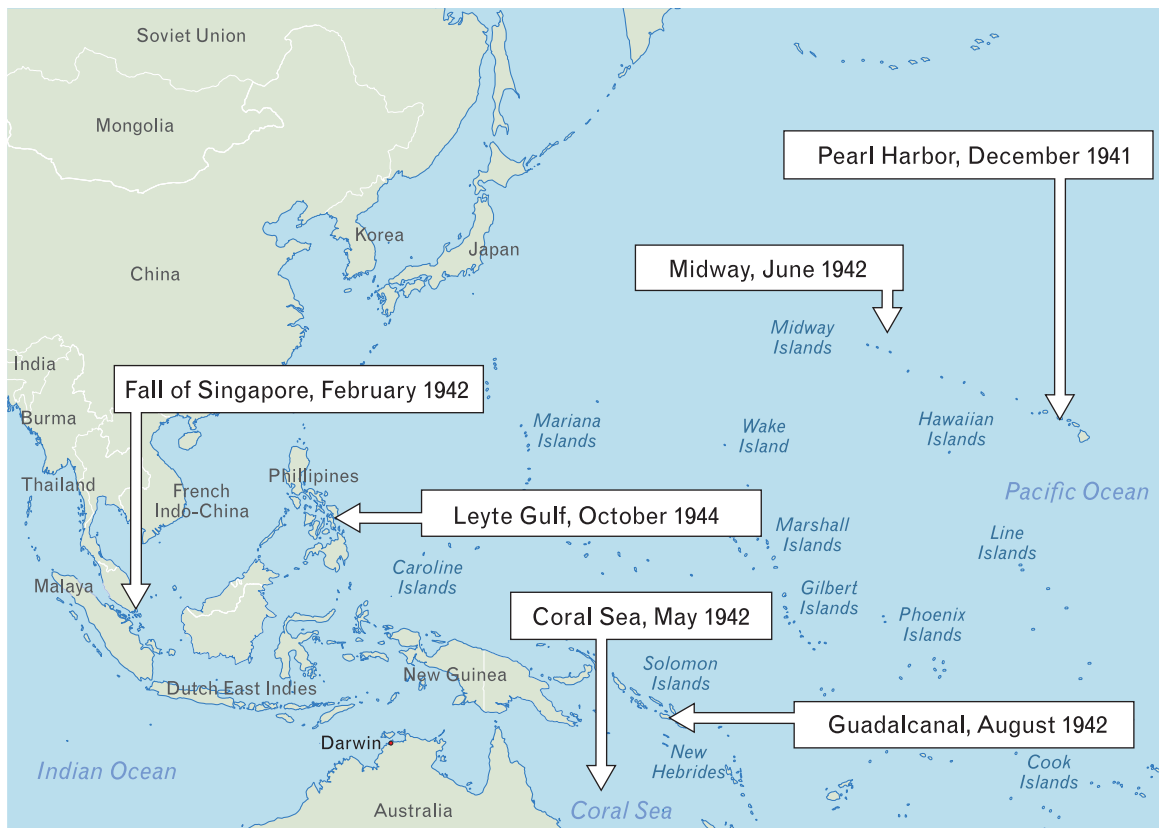 Soviet Union
Mongolia
Pearl Harbor, December 1941
Korea
Japan
China
Midway, June 1942
Midway
Islands
India
Fall of Singapore, February 1942
Burma
Mariana
Islands
Wake
Island
Hawaiian
Islands
Thailand
French
Indo-China
Phillipines
Pacific Ocean
Leyte Gulf, October 1944
Marshall
Islands
Line
Islands
Malaya
Caroline
Islands
Gilbert
Islands
Phoenix
Islands
Coral Sea, May 1942
New Guinea
Solomon
Islands
Dutch East Indies
Guadalcanal, August 1942
Darwin
New
Hebrides
Cook
Islands
Indian Ocean
Australia
Coral Sea